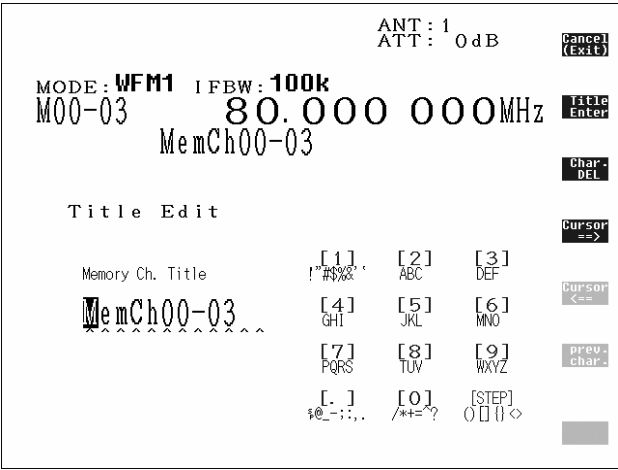 ANT:1
ATT: 0dB
Cancel
(Exit)
MODE:WFM1 IFBW:100k
M00-03 80.000 000MHz
MemCh00-03
Title
Enter
Char.
DEL
Title Edit
Cursor
==>
Memory Ch. Title
MemCh00-03
^^^^^^^^^^^^
[1] [2] [3]
!"#$%&'` ABC DEF
Cursor
<==
[4] [5] [6]
GHI JKL MNO
[7] [8] [9]
PQRS TUV WXYZ
prev.
char.
[.] [0] [STEP]
$@_-;:,. /*+=^? ()[]{}<>